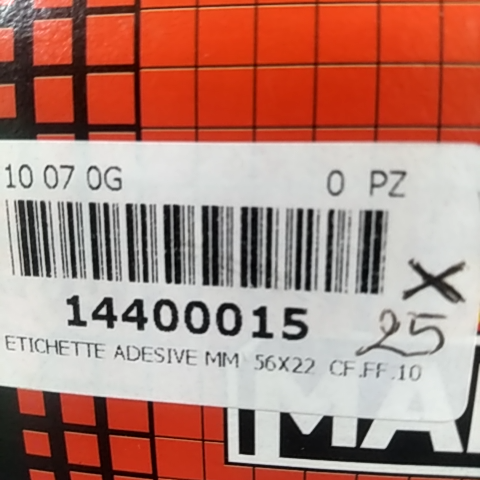 10 07 0G 0 PZ
X
14400015 25
ETICHETTE ADESIVE MM 56X22 CF.FF.10